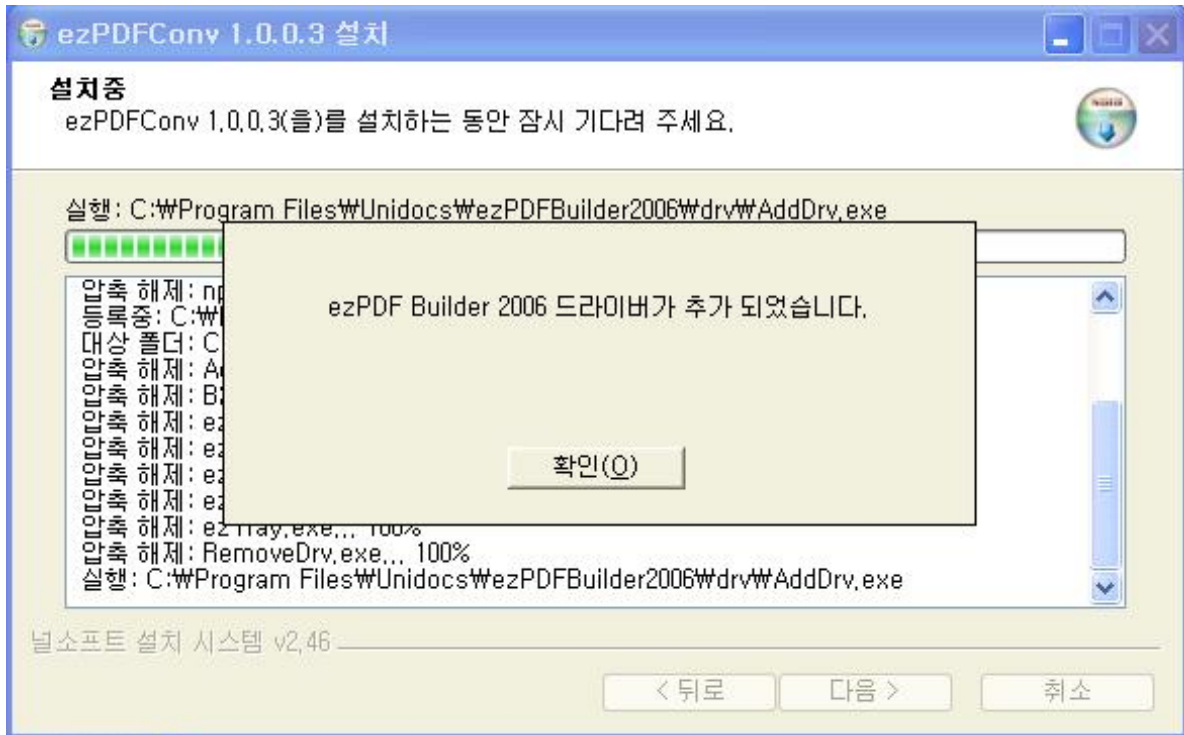 ezPDFConv 1.0.0.3 설치
설치중
ezPDFConv 1.0.0.3(을)를 설치하는 동안 잠시 기다려 주세요.
실행: C:₩Program Files₩Unidocs₩ezPDFBuilder2006₩drv₩AddDrv.exe
ezPDF Builder 2006 드라이버가 추가 되었습니다.
확인(O)
압축 해제:
등록중: C:₩
대상 폴더: C
압축 해제:
압축 해제:
압축 해제:
압축 해제:
압축 해제:
압축 해제:
압축 해제: ezTray.exe... 100%
압축 해제: RemoveDrv.exe... 100%
실행: C:₩Program Files₩Unidocs₩ezPDFBuilder2006₩drv₩AddDrv.exe
널소프트 설치 시스템 v2.46
< 뒤로
다음 >
취소